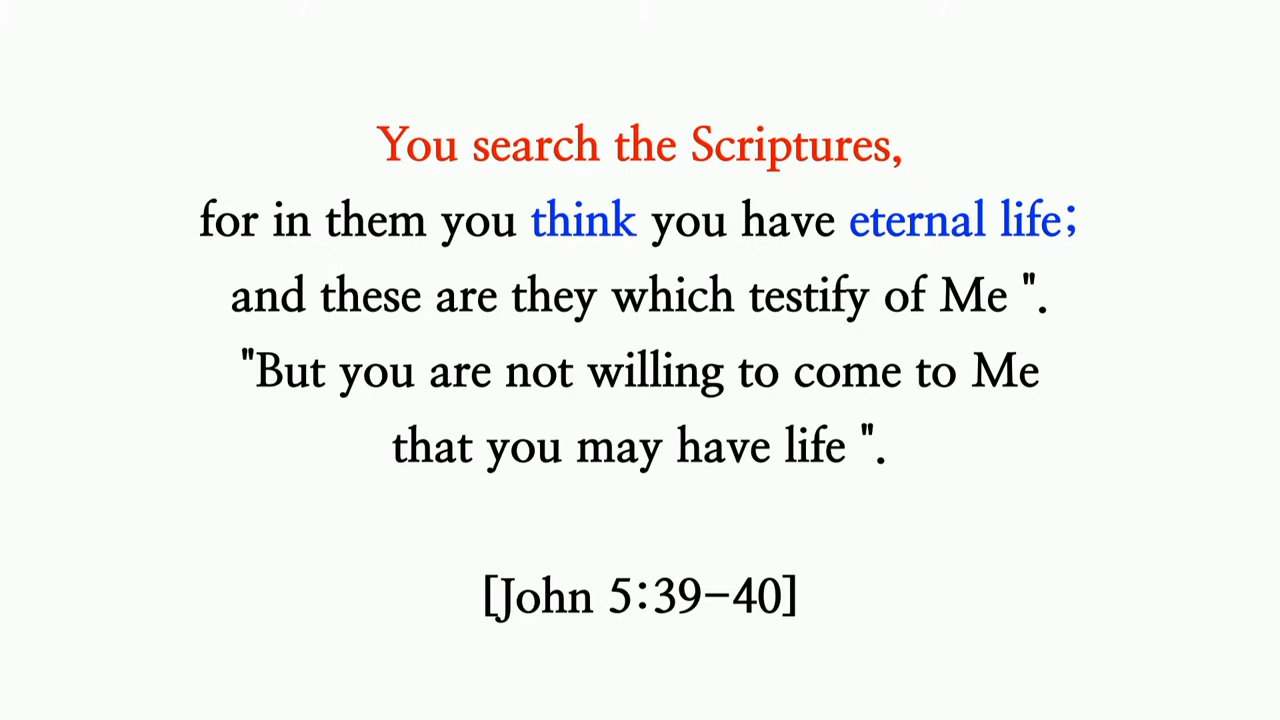 You search the Scriptures,
for in them you think you have eternal life;
and these are they which testify of Me ".
"But you are not willing to come to Me
that you may have life ".
[John 5:39-40]